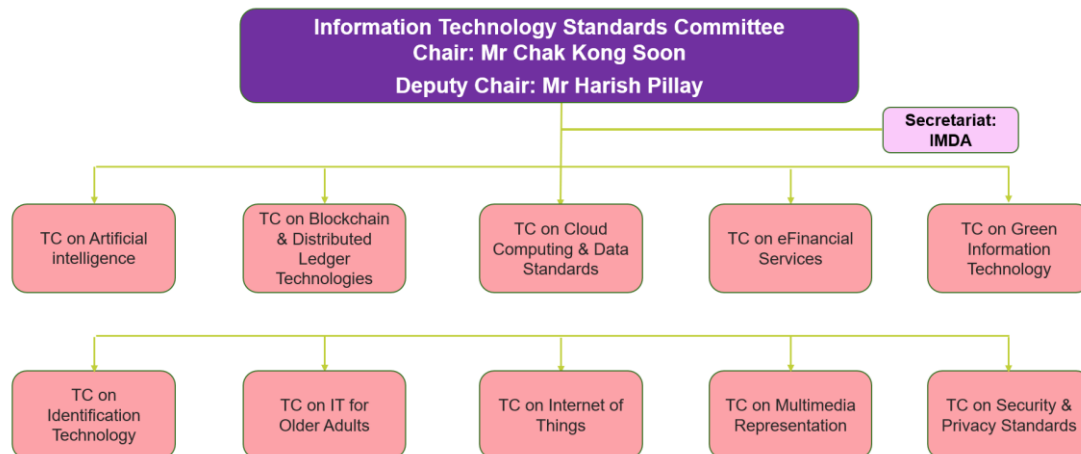 Information Technology Standards Committee
Chair: Mr Chak Kong Soon
Deputy Chair: Mr Harish Pillay
Secretariat:
IMDA
TC on Artificial
intelligence
TC on Blockchain
& Distributed
Ledger
Technologies
TC on Cloud
Computing & Data
Standards
TC on eFinancial
Services
TC on Green
Information
Technology
TC on
Identification
Technology
TC on IT for
Older Adults
TC on Internet of
Things
TC on Multimedia
Representation
TC on Security &
Privacy Standards